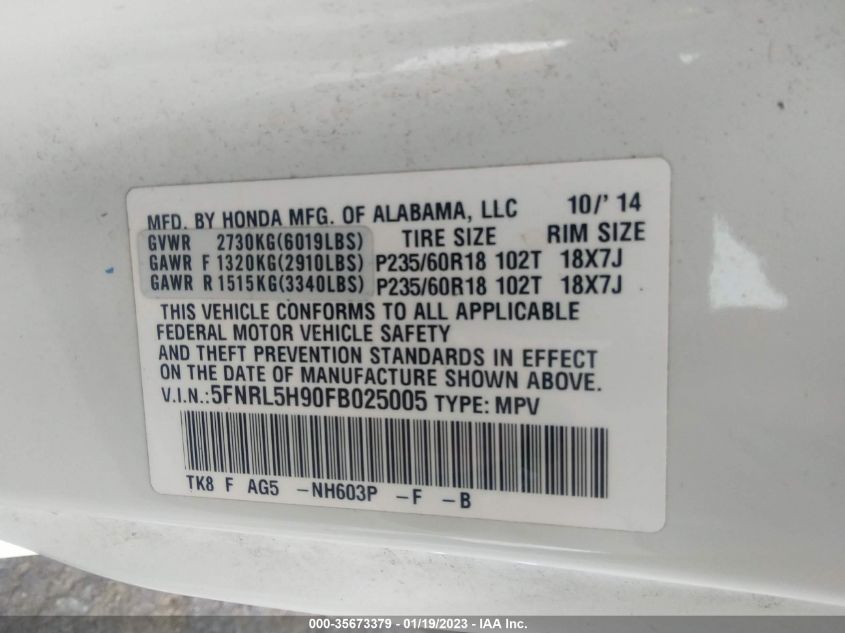 MFD. BY HONDA MFG. OF ALABAMA, LLC 10/'14
GVWR 2730KG(6019LBS) TIRE SIZE RIM SIZE
GAWR F 1320KG(2910LBS) P235/60R18 102T 18X7J
GAWR R 1515KG(3340LBS) P235/60R18 102T 18X7J
THIS VEHICLE CONFORMS TO ALL APPLICABLE
FEDERAL MOTOR VEHICLE SAFETY
AND THEFT PREVENTION STANDARDS IN EFFECT
ON THE DATE OF MANUFACTURE SHOWN ABOVE.
V.I.N.:5FNRL5H90FB025005 TYPE: MPV
TK8 F AG5 -NH603P -F -B
000-35673379 - 01/19/2023 - IAA Inc.